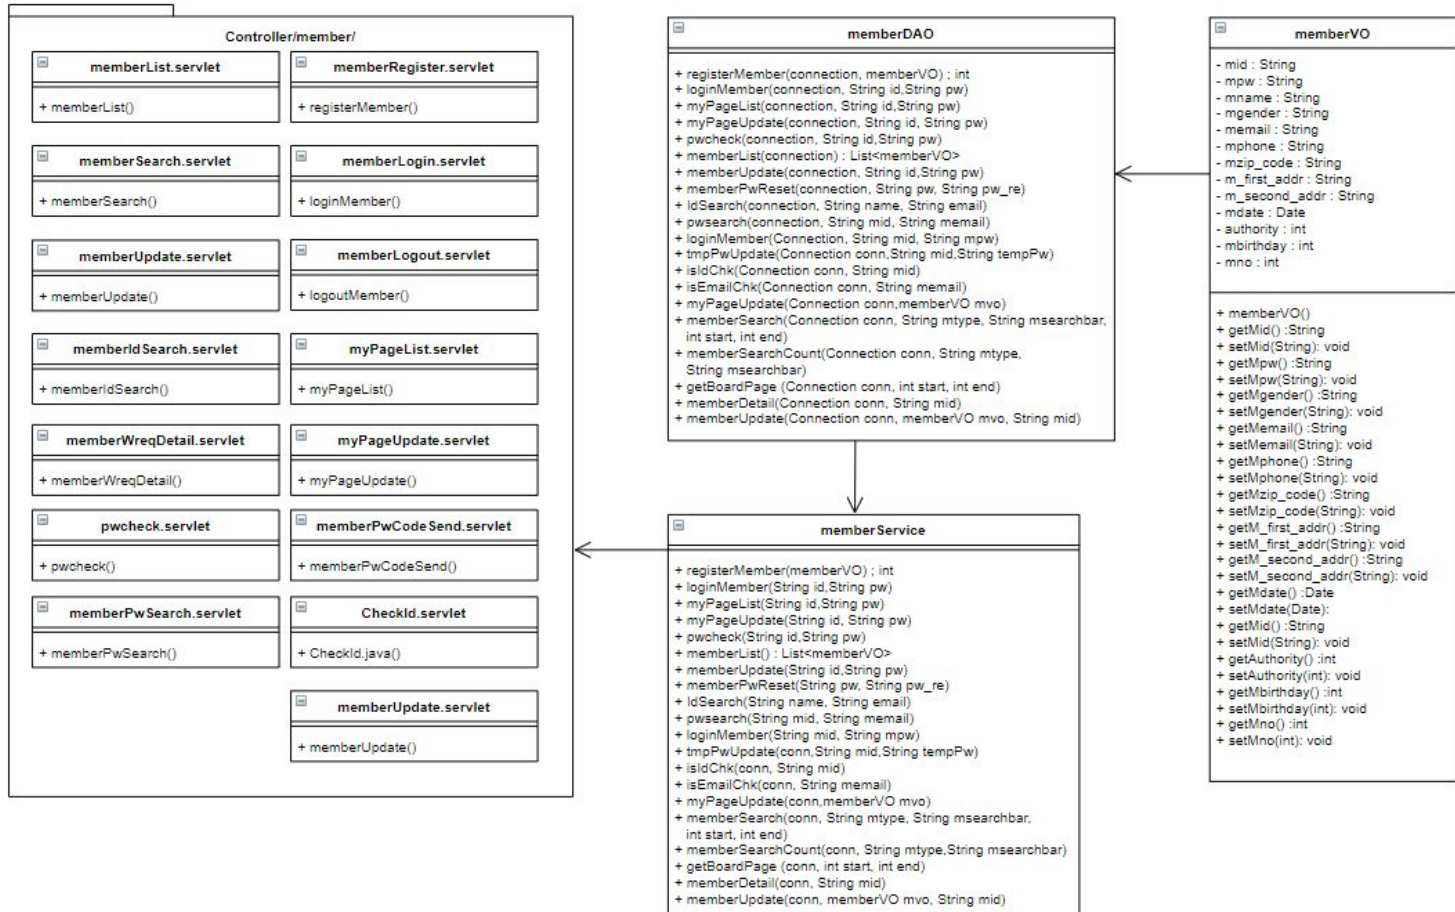 Controller/member/
memberList.servlet
+ memberList()
memberRegister.servlet
+ registerMember()
memberSearch.servlet
+ memberSearch()
memberLogin.servlet
+ loginMember()
memberUpdate.servlet
+ memberUpdate()
memberLogout.servlet
+ logoutMember()
memberIdSearch.servlet
+ memberIdSearch()
myPageList.servlet
+ myPageList()
memberWreqDetail.servlet
+ memberWreqDetail()
myPageUpdate.servlet
+ myPageUpdate()
pwcheck.servlet
+ pwcheck()
memberPwCodeSend.servlet
+ memberPwCodeSend()
memberPwSearch.servlet
+ memberPwSearch()
CheckId.servlet
+ CheckId.java()
memberUpdate.servlet
+ memberUpdate()
memberDAO
+ registerMember(connection, memberVO) ; int
+ loginMember(connection, String id,String pw)
+ myPageList(connection, String id,String pw)
+ myPageUpdate(connection, String id, String pw)
+ pwcheck(connection, String id,String pw)
+ memberList(connection) : List<memberVO>
+ memberUpdate(connection, String id,String pw)
+ memberPwReset(connection, String pw, String pw_re)
+ IdSearch(connection, String name, String email)
+ pwsearch(connection, String mid, String memail)
+ loginMember(Connection, String mid, String mpw)
+ tmpPwUpdate(Connection conn,String mid,String tempPw)
+ isIdChk(Connection conn, String mid)
+ isEmailChk(Connection conn, String memail)
+ myPageUpdate(Connection conn,memberVO mvo)
+ memberSearch(Connection conn, String mtype, String msearchbar,
int start, int end)
+ memberSearchCount(Connection conn, String mtype,
String msearchbar)
+ getBoardPage (Connection conn, int start, int end)
+ memberDetail(Connection conn, String mid)
+ memberUpdate(Connection conn, memberVO mvo, String mid)
memberService
+ registerMember(memberVO) ; int
+ loginMember(String id,String pw)
+ myPageList(String id,String pw)
+ myPageUpdate(String id, String pw)
+ pwcheck(String id,String pw)
+ memberList() : List<memberVO>
+ memberUpdate(String id,String pw)
+ memberPwReset(String pw, String pw_re)
+ IdSearch(String name, String email)
+ pwsearch(String mid, String memail)
+ loginMember(String mid, String mpw)
+ tmpPwUpdate(conn,String mid,String tempPw)
+ isIdChk(conn, String mid)
+ isEmailChk(conn, String memail)
+ myPageUpdate(conn,memberVO mvo)
+ memberSearch(conn, String mtype, String msearchbar,
int start, int end)
+ memberSearchCount(conn, String mtype,String msearchbar)
+ getBoardPage (conn, int start, int end)
+ memberDetail(conn, String mid)
+ memberUpdate(conn, memberVO mvo, String mid)
memberVO
- mid : String
- mpw : String
- mname : String
- mgender : String
- memail : String
- mphone : String
- mzip_code : String
- m_first_addr : String
- m_second_addr : String
- mdate : Date
- authority : int
- mbirthday : int
- mno : int
+ memberVO()
+ getMid() :String
+ setMid(String): void
+ getMpw() :String
+ setMpw(String): void
+ getMgender() :String
+ setMgender(String): void
+ getMemail() :String
+ setMemail(String): void
+ getMphone() :String
+ setMphone(String): void
+ getMzip_code() :String
+ setMzip_code(String): void
+ getM_first_addr() :String
+ setM_first_addr(String): void
+ getM_second_addr() :String
+ setM_second_addr(String): void
+ getMdate() :Date
+ setMdate(Date):
+ getMid() :String
+ setMid(String): void
+ getAuthority() :int
+ setAuthority(int): void
+ getMbirthday() :int
+ setMbirthday(int): void
+ getMno() :int
+ setMno(int): void